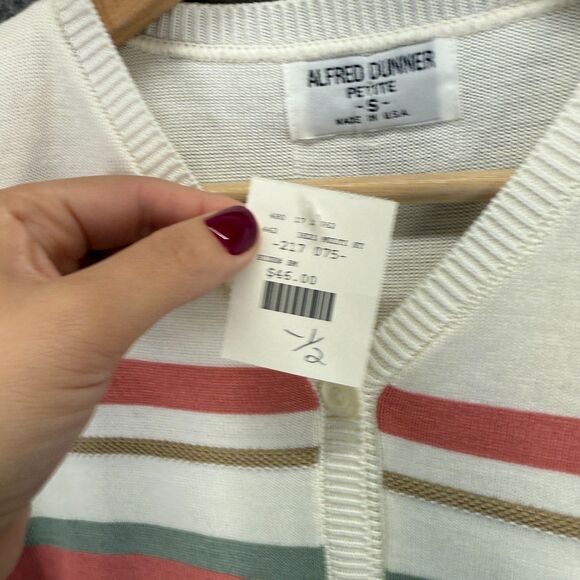 ALFRED DUNNER
PETITE
-S-
MADE IN U.S.A.
-217 075-
$46.00
-1/2